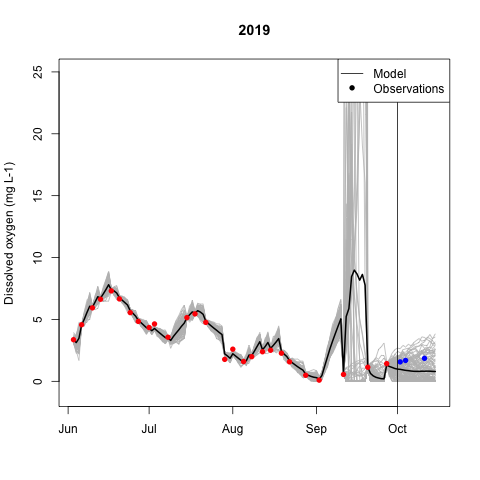 2019
Model
Observations
Dissolved oxygen (mg L-1)
25
20
15
10
5
0
Jun
Jul
Aug
Sep
Oct